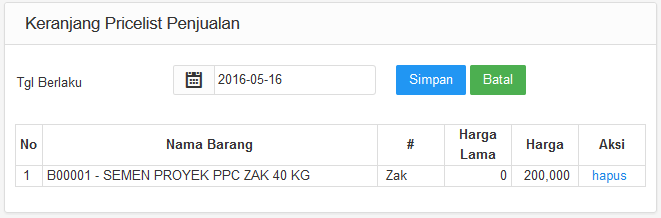 Keranjang Pricelist Penjualan
Tgl Berlaku 2016-05-16 Simpan Batal
No Nama Barang # Harga Lama Harga Aksi
1 B00001 - SEMEN PROYEK PPC ZAK 40 KG Zak 0 200,000 hapus